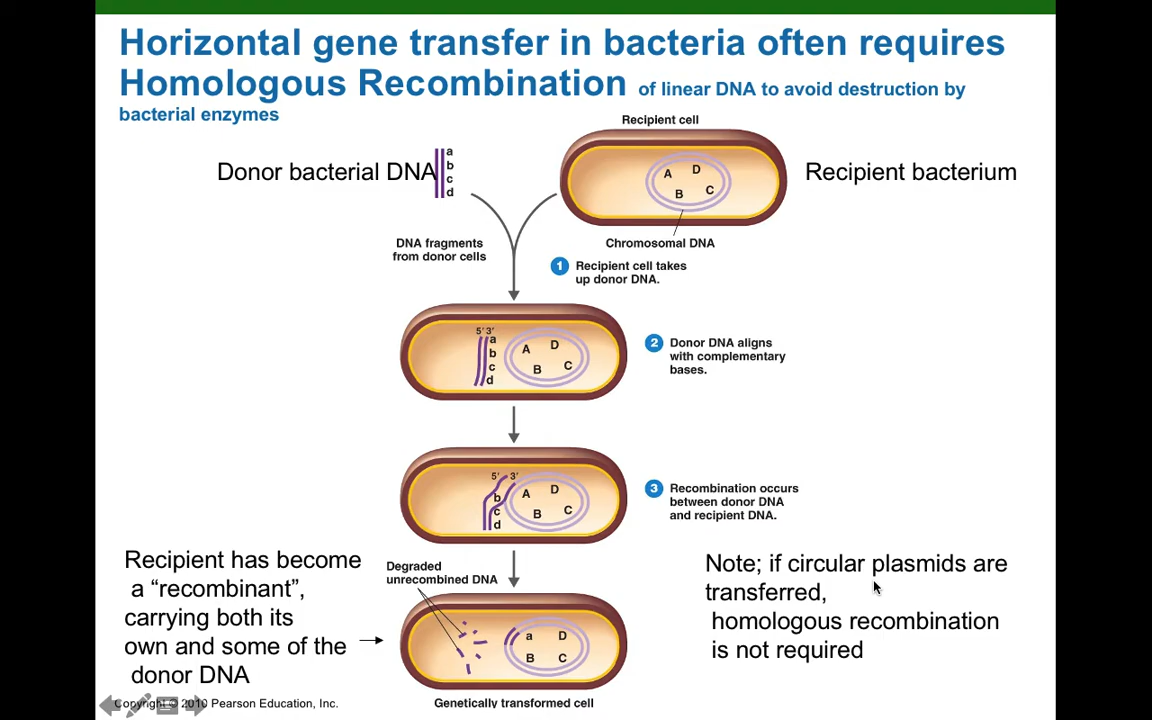 Horizontal gene transfer in bacteria often requires
Homologous Recombination of linear DNA to avoid destruction by
bacterial enzymes
Recipient cell
Donor bacterial DNA
a
b
c
d
A D
B C
Recipient bacterium
DNA fragments
from donor cells
Chromosomal DNA
1 Recipient cell takes
up donor DNA.
5′ 3′
a
b
c
d
A D
B C
2 Donor DNA aligns
with complementary
bases.
5′ 3′
b
c
d
A D
B C
3 Recombination occurs
between donor DNA
and recipient DNA.
Recipient has become
a “recombinant”,
carrying both its
own and some of the
donor DNA
Degraded
unrecombined DNA
a D
B C
Note; if circular plasmids are
transferred,
homologous recombination
is not required
Copyright © 2010 Pearson Education, Inc.
Genetically transformed cell